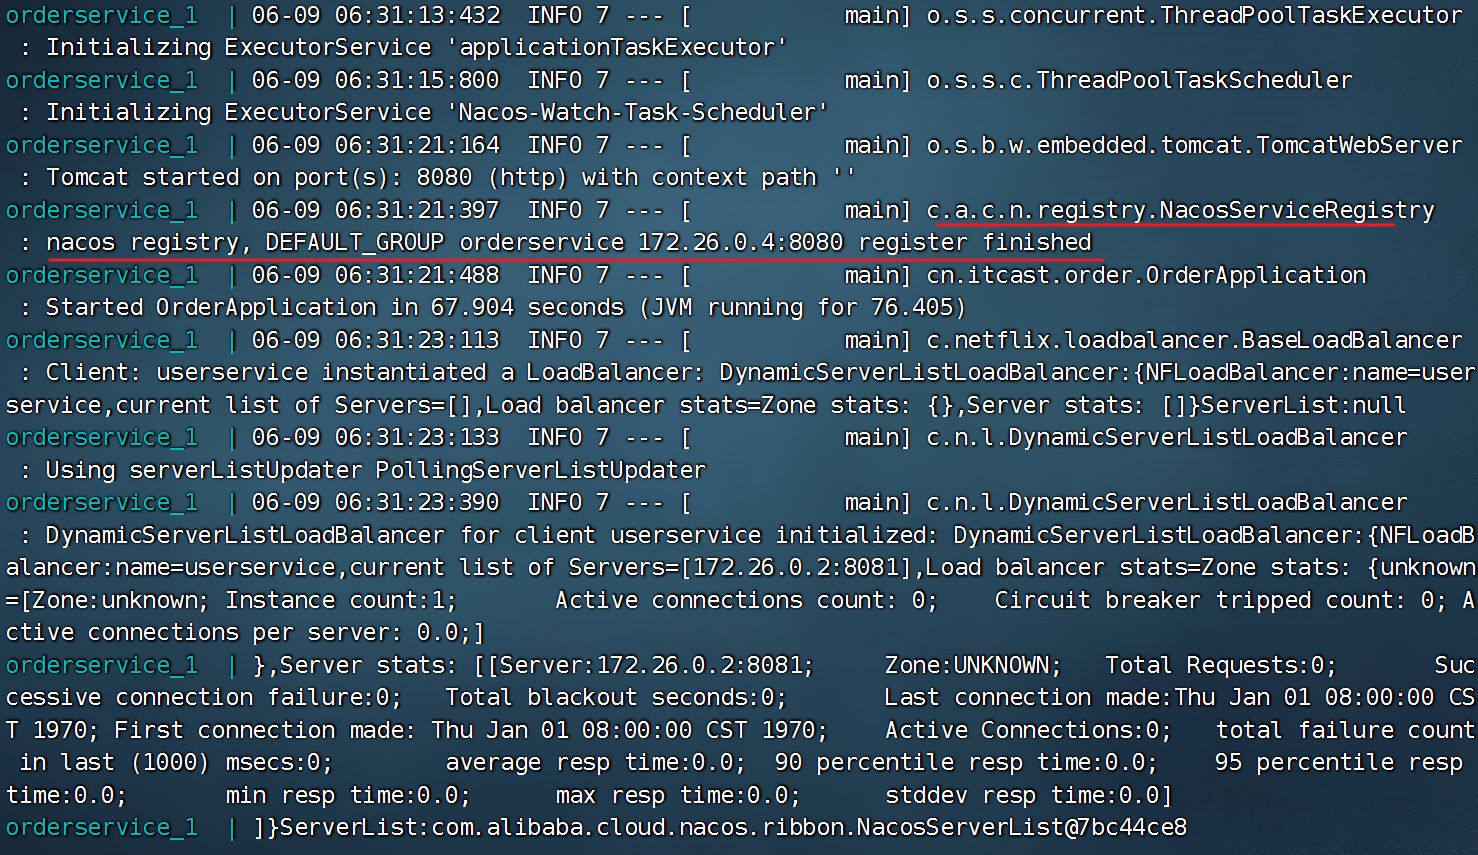 orderservice_1  | 06-09 06:31:13:432  INFO 7 --- [           main] o.s.s.concurrent.ThreadPoolTaskExecutor
 : Initializing ExecutorService 'applicationTaskExecutor'
orderservice_1  | 06-09 06:31:15:800  INFO 7 --- [           main] o.s.s.c.ThreadPoolTaskScheduler
 : Initializing ExecutorService 'Nacos-Watch-Task-Scheduler'
orderservice_1  | 06-09 06:31:21:164  INFO 7 --- [           main] o.s.b.w.embedded.tomcat.TomcatWebServer
 : Tomcat started on port(s): 8080 (http) with context path ''
orderservice_1  | 06-09 06:31:21:397  INFO 7 --- [           main] c.a.c.n.registry.NacosServiceRegistry
 : nacos registry, DEFAULT_GROUP orderservice 172.26.0.4:8080 register finished
orderservice_1  | 06-09 06:31:21:488  INFO 7 --- [           main] cn.itcast.order.OrderApplication
 : Started OrderApplication in 67.904 seconds (JVM running for 76.405)
orderservice_1  | 06-09 06:31:23:113  INFO 7 --- [           main] c.netflix.loadbalancer.BaseLoadBalancer
 : Client: userservice instantiated a LoadBalancer: DynamicServerListLoadBalancer:{NFLoadBalancer:name=user
service,current list of Servers=[],Load balancer stats=Zone stats: {},Server stats: []}ServerList:null
orderservice_1  | 06-09 06:31:23:133  INFO 7 --- [           main] c.n.l.DynamicServerListLoadBalancer
 : Using serverListUpdater PollingServerListUpdater
orderservice_1  | 06-09 06:31:23:390  INFO 7 --- [           main] c.n.l.DynamicServerListLoadBalancer
 : DynamicServerListLoadBalancer for client userservice initialized: DynamicServerListLoadBalancer:{NFLoadB
alancer:name=userservice,current list of Servers=[172.26.0.2:8081],Load balancer stats=Zone stats: {unknown
=[Zone:unknown; Instance count:1;       Active connections count: 0;    Circuit breaker tripped count: 0; A
ctive connections per server: 0.0;]
orderservice_1  | },Server stats: [[Server:172.26.0.2:8081;     Zone:UNKNOWN;   Total Requests:0;       Suc
cessive connection failure:0;   Total blackout seconds:0;       Last connection made:Thu Jan 01 08:00:00 CS
T 1970; First connection made: Thu Jan 01 08:00:00 CST 1970;    Active Connections:0;   total failure count
 in last (1000) msecs:0;        average resp time:0.0;  90 percentile resp time:0.0;    95 percentile resp
time:0.0;       min resp time:0.0;      max resp time:0.0;      stddev resp time:0.0]
orderservice_1  | ]}ServerList:com.alibaba.cloud.nacos.ribbon.NacosServerList@7bc44ce8